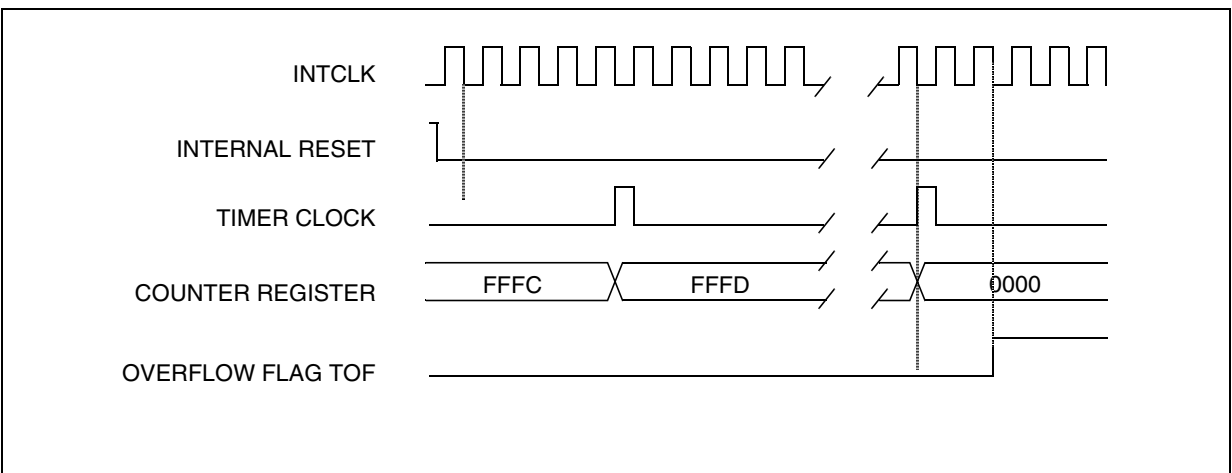 INTCLK
INTERNAL RESET
TIMER CLOCK
COUNTER REGISTER FFFC FFFD 0000
OVERFLOW FLAG TOF